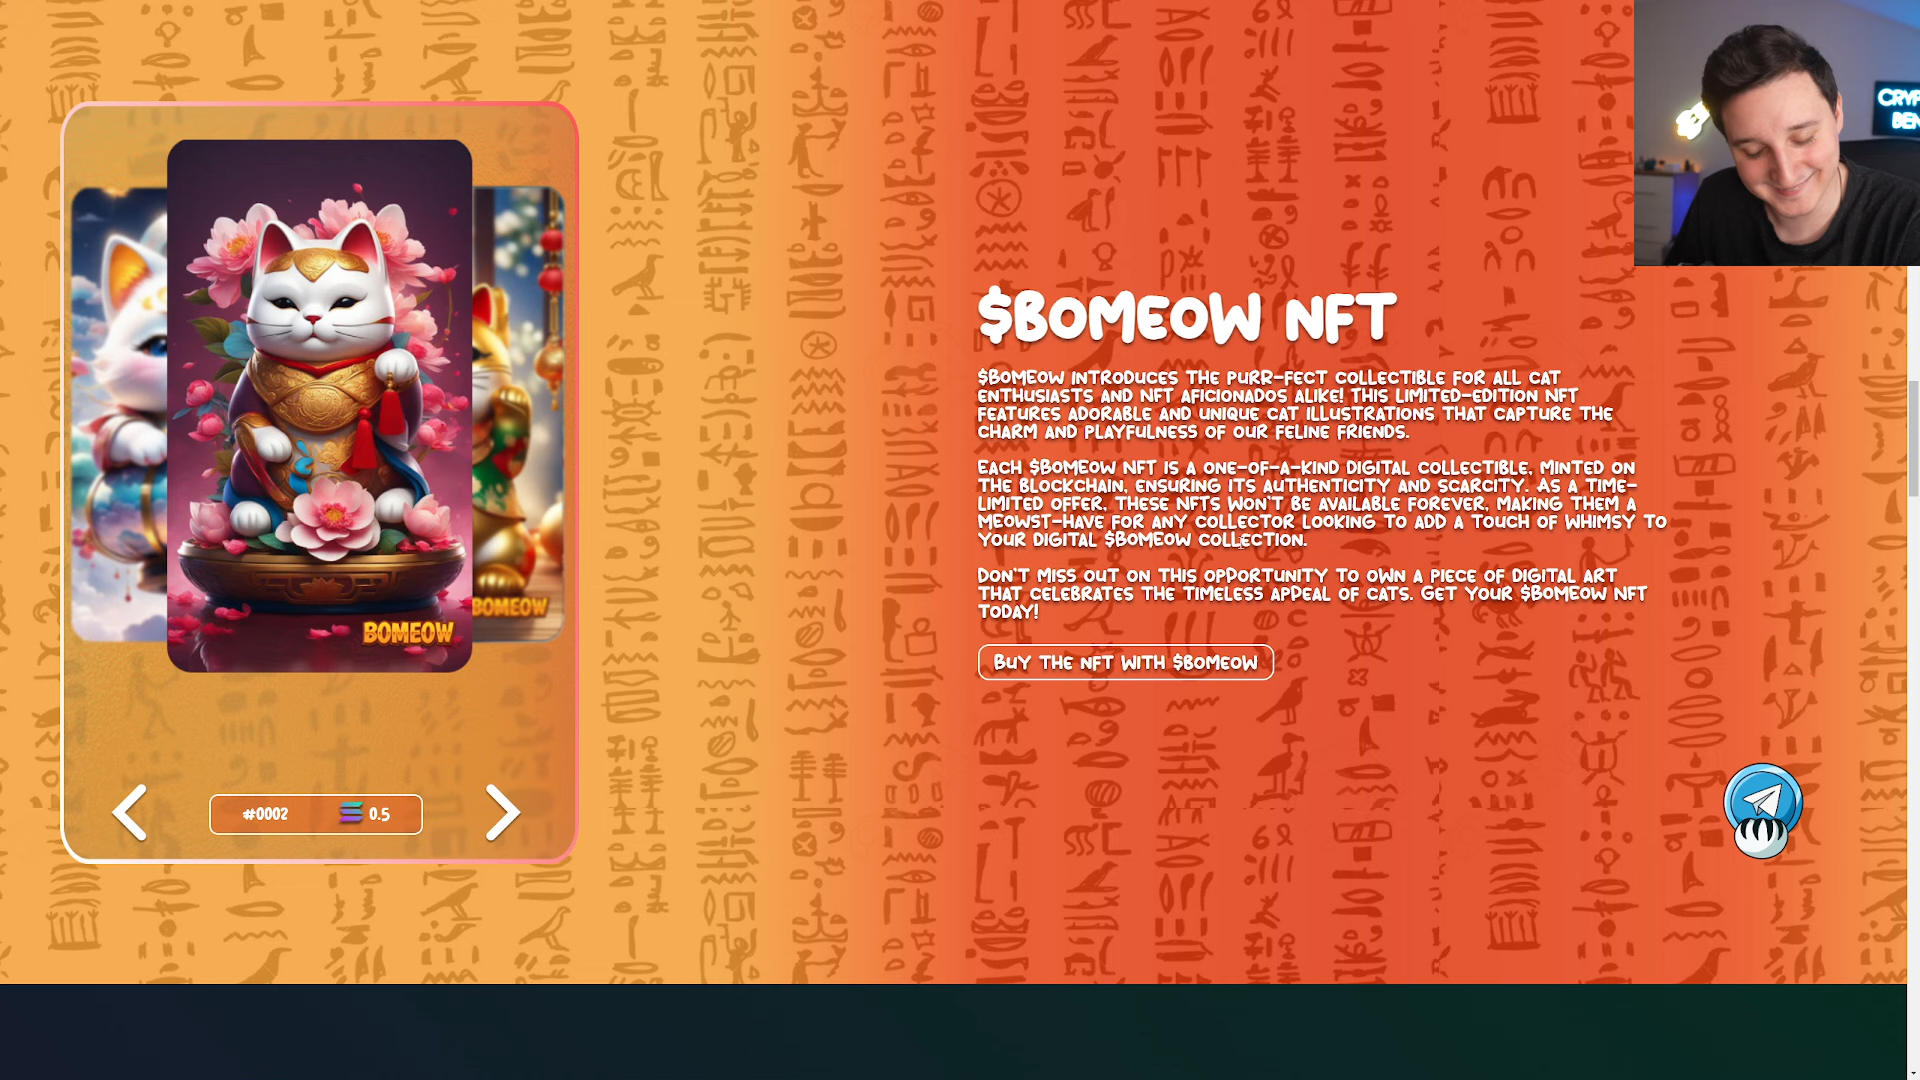 CRYP
BEN
$BOMEOW NFT
$BOMEOW INTRODUCES THE PURR-FECT COLLECTIBLE FOR ALL CAT
ENTHUSIASTS AND NFT AFICIONADOS ALIKE! THIS LIMITED-EDITION NFT
FEATURES ADORABLE AND UNIQUE CAT ILLUSTRATIONS THAT CAPTURE THE
CHARM AND PLAYFULNESS OF OUR FELINE FRIENDS.
EACH $BOMEOW NFT IS A ONE-OF-A-KIND DIGITAL COLLECTIBLE, MINTED ON
THE BLOCKCHAIN, ENSURING ITS AUTHENTICITY AND SCARCITY. AS A TIME-
LIMITED OFFER, THESE NFTS WON'T BE AVAILABLE FOREVER, MAKING THEM A
MEOWST-HAVE FOR ANY COLLECTOR LOOKING TO ADD A TOUCH OF WHIMSY TO
YOUR DIGITAL $BOMEOW COLLECTION.
DON'T MISS OUT ON THIS OPPORTUNITY TO OWN A PIECE OF DIGITAL ART
THAT CELEBRATES THE TIMELESS APPEAL OF CATS. GET YOUR $BOMEOW NFT
TODAY!
BUY THE NFT WITH $BOMEOW
BOMEOW
BOMEOW
#0002 0.5